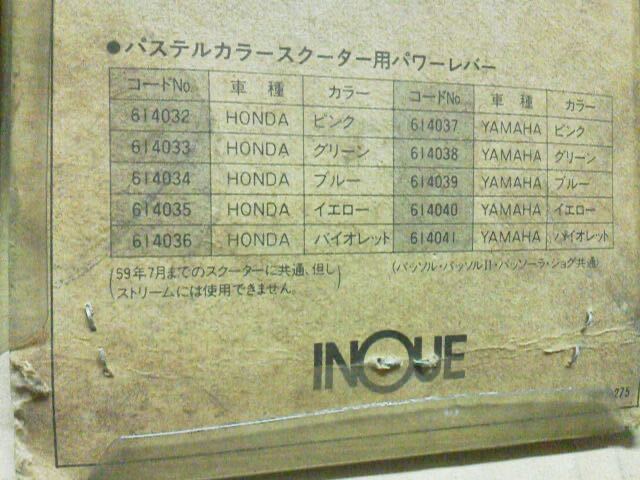 ●パステルカラースクーター用パワーレバー
コードNo. 車種 カラー コードNo. 車種 カラー
614032 HONDA ピンク 614037 YAMAHA ピンク
614033 HONDA グリーン 614038 YAMAHA グリーン
614034 HONDA ブルー 614039 YAMAHA ブルー
614035 HONDA イエロー 614040 YAMAHA イエロー
614036 HONDA バイオレット 614041 YAMAHA バイオレット
(59年7月までのスクーターに共通、但し
ストリームには使用できません。)
(パッソル・パッソルII・パッソーラ・ジョグ共通)
INOUE
275